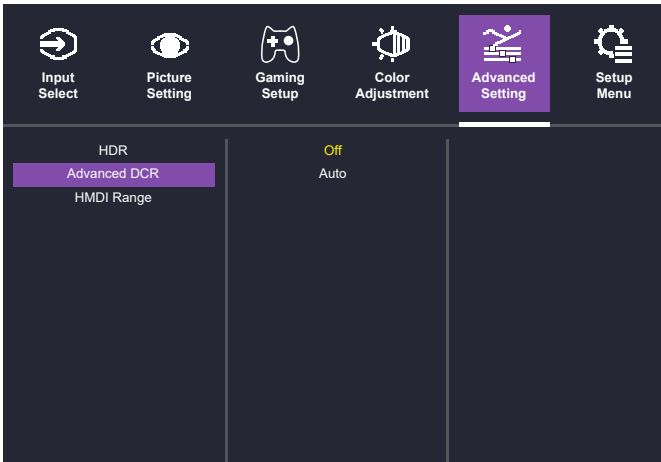 Input
Select
Picture
Setting
Gaming
Setup
Color
Adjustment
Advanced
Setting
Setup
Menu
HDR
Off
Advanced DCR
Auto
HMDI Range